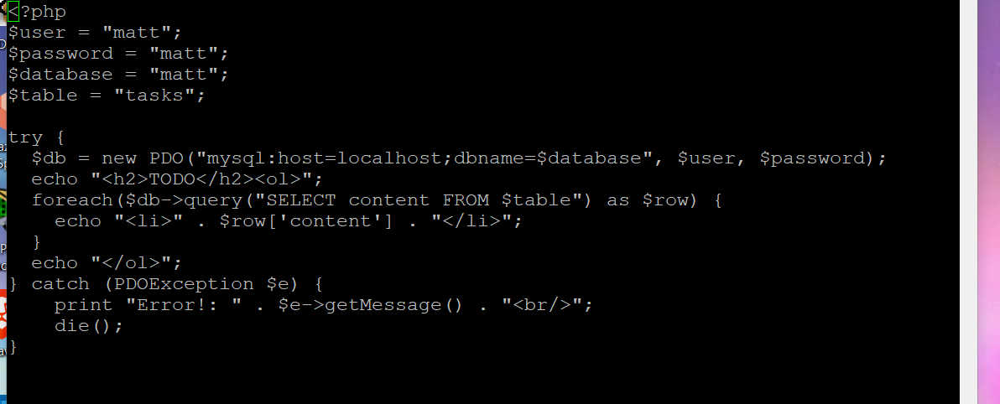 <?php
$user = "matt";
$password = "matt";
$database = "matt";
$table = "tasks";

try {
  $db = new PDO("mysql:host=localhost;dbname=$database", $user, $password);
  echo "<h2>TODO</h2><ol>";
  foreach($db->query("SELECT content FROM $table") as $row) {
    echo "<li>" . $row['content'] . "</li>";
  }
  echo "</ol>";
} catch (PDOException $e) {
    print "Error!: " . $e->getMessage() . "<br/>";
    die();
}